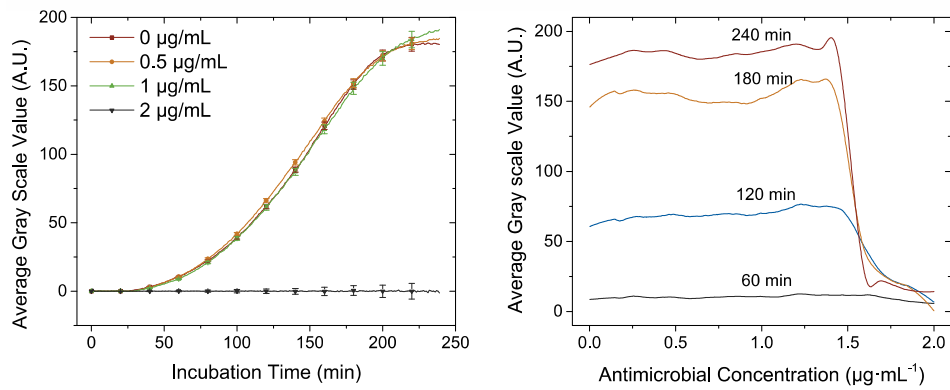 200
150
100
50
0
Average Gray Scale Value (A.U.)
0 µg/mL
0.5 µg/mL
1 µg/mL
2 µg/mL
0 50 100 150 200 250
Incubation Time (min)
200
150
100
50
0
Average Gray scale Value (A.U.)
240 min
180 min
120 min
60 min
0.0 0.5 1.0 1.5 2.0
Antimicrobial Concentration (µg·mL⁻¹)